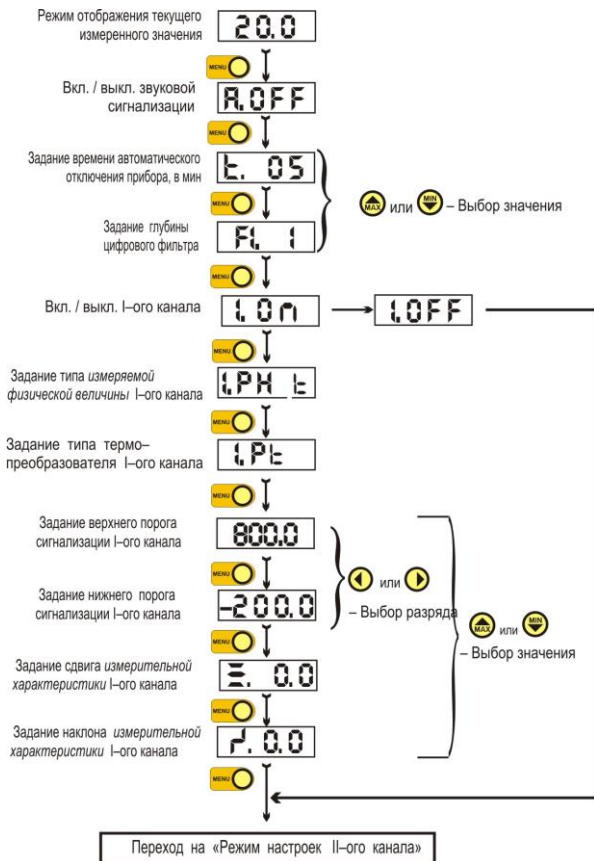 Режим отображения текущего
измеренного значения
20.0
MENU
Вкл. / выкл. звуковой
сигнализации
A.OFF
MENU
Задание времени автоматического
отключения прибора, в мин
t. 05
MENU
Задание глубины
цифрового фильтра
Fi. 1
MAX или MIN – Выбор значения
MENU
Вкл. / выкл. I–ого канала
1.On
1.OFF
MENU
Задание типа измеряемой
физической величины I–ого канала
1.PH t
MENU
Задание типа термо–
преобразователя I–ого канала
1.Pt
MENU
Задание верхнего порога
сигнализации I–ого канала
800.0
MENU
Задание нижнего порога
сигнализации I–ого канала
-200.0
или
– Выбор разряда
MAX или MIN
– Выбор значения
MENU
Задание сдвига измерительной
характеристики I–ого канала
0.0
MENU
Задание наклона измерительной
характеристики I–ого канала
0.0
MENU
Переход на «Режим настроек II–ого канала»